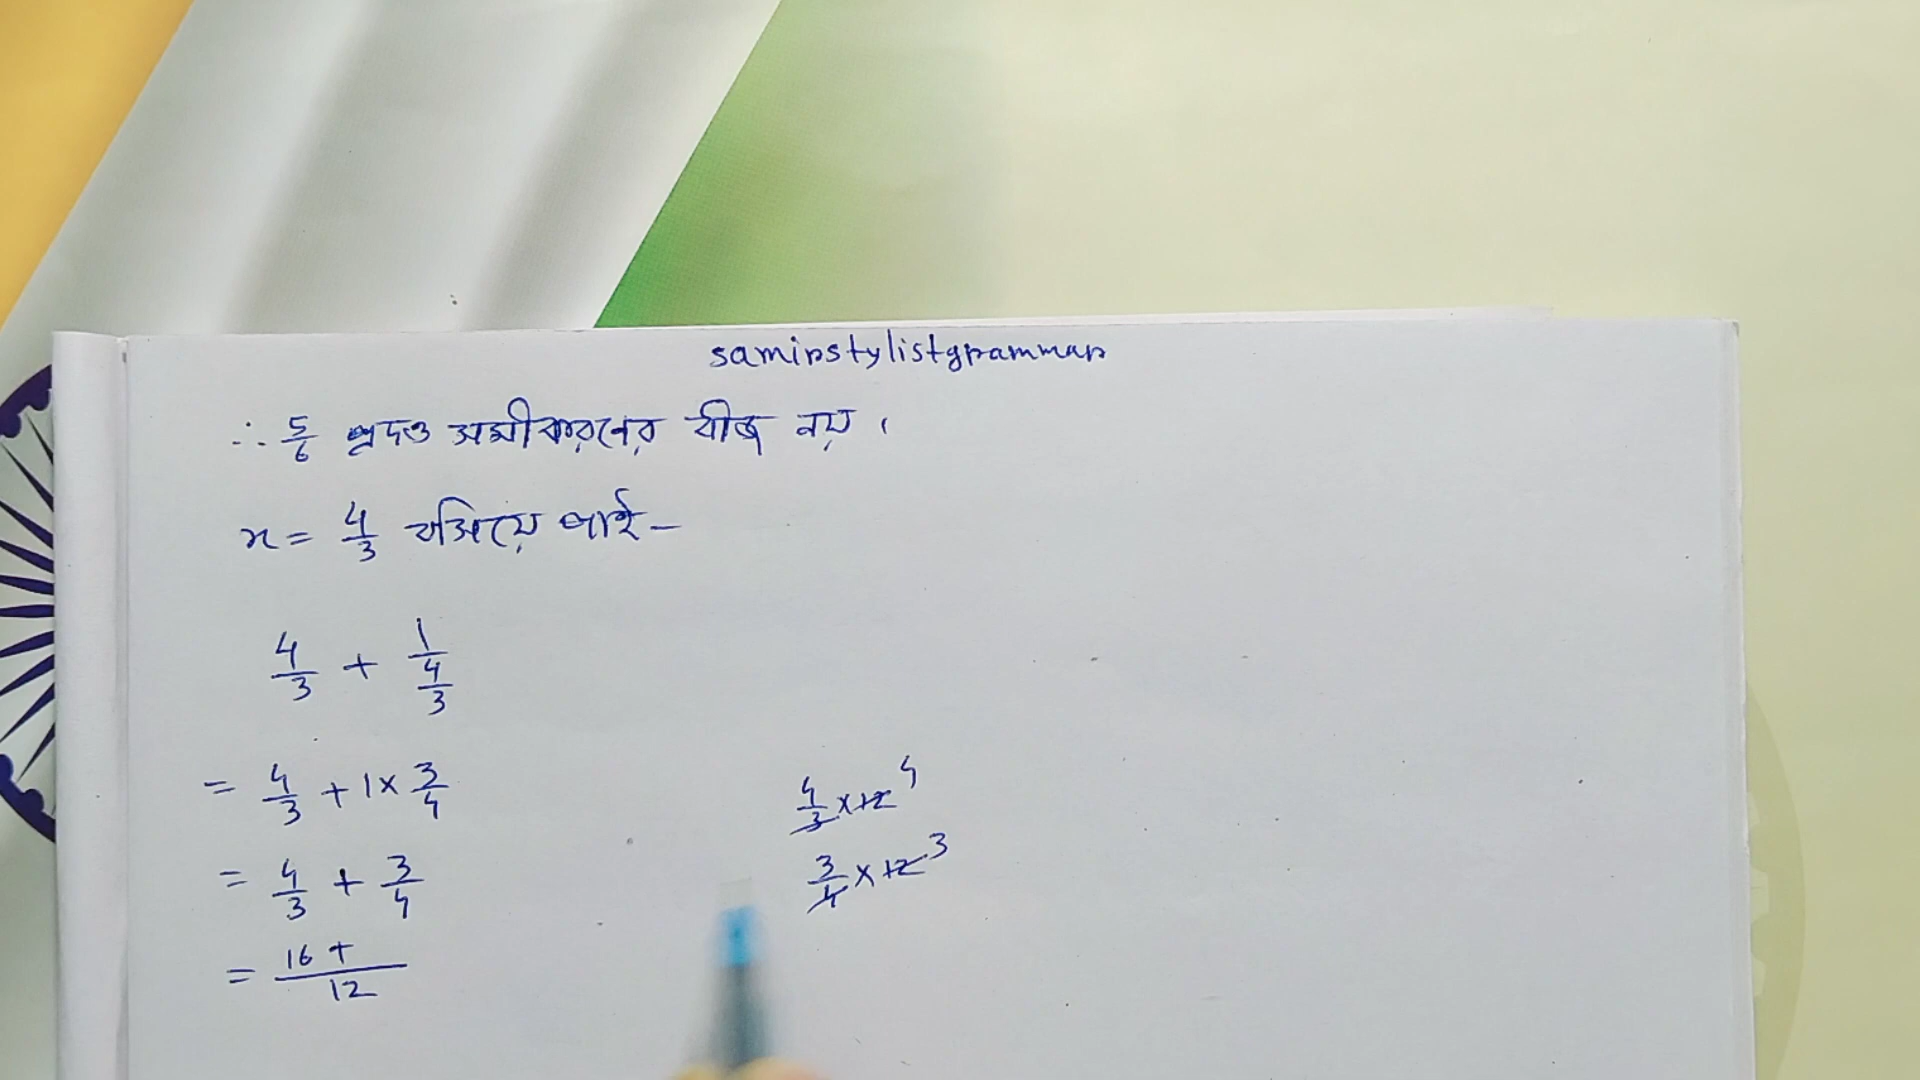 saminstylistgrammar
∴ 5/6 প্রদত্ত সমীকরনের বীজ নয়।
x = 4/3 বসিয়ে পাই-
4/3 + 1/(4/3)
= 4/3 + 1 x 3/4
4/3 x 12 4
= 4/3 + 3/4
3/4 x 12 3
= 16 + / 12